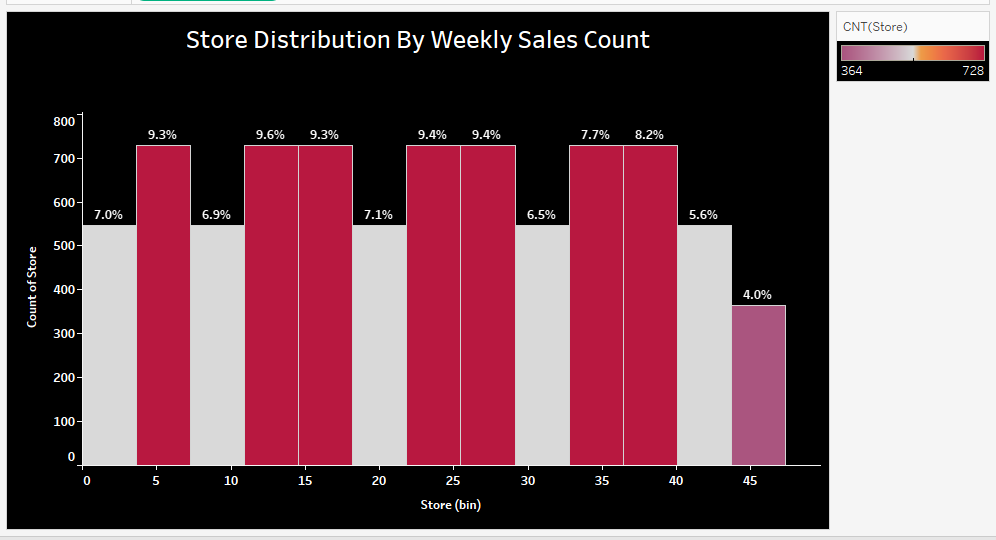 CNT(Store)
364 728
Store Distribution By Weekly Sales Count
9.3% 9.6% 9.3% 9.4% 9.4% 7.7% 8.2%
7.0% 6.9% 7.1% 6.5% 5.6%
4.0%
800
700
600
500
400
300
200
100
0
Count of Store
0 5 10 15 20 25 30 35 40 45
Store (bin)